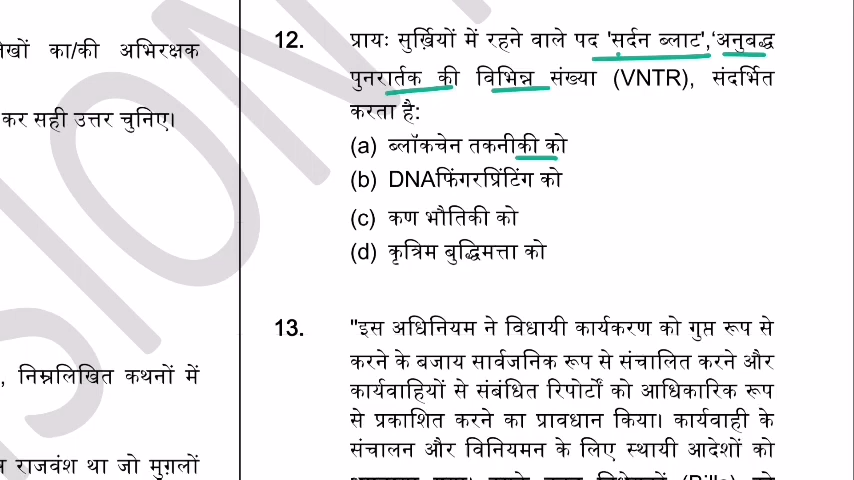 लेखों का/की अभिरक्षक
कर सही उत्तर चुनिए।
, निम्नलिखित कथनों में
राजवंश था जो मुग़लों
12. प्रायः सुर्ख़ियों में रहने वाले पद 'सर्दन ब्लाट','अनुबद्ध
पुनरार्तक की विभिन्न संख्या (VNTR), संदर्भित
करता है:
(a) ब्लॉकचेन तकनीकी को
(b) DNAफिंगरप्रिंटिंग को
(c) कण भौतिकी को
(d) कृत्रिम बुद्धिमत्ता को
13. "इस अधिनियम ने विधायी कार्यकरण को गुप्त रूप से
करने के बजाय सार्वजनिक रूप से संचालित करने और
कार्यवाहियों से संबंधित रिपोर्टों को आधिकारिक रूप
से प्रकाशित करने का प्रावधान किया। कार्यवाही के
संचालन और विनियमन के लिए स्थायी आदेशों को